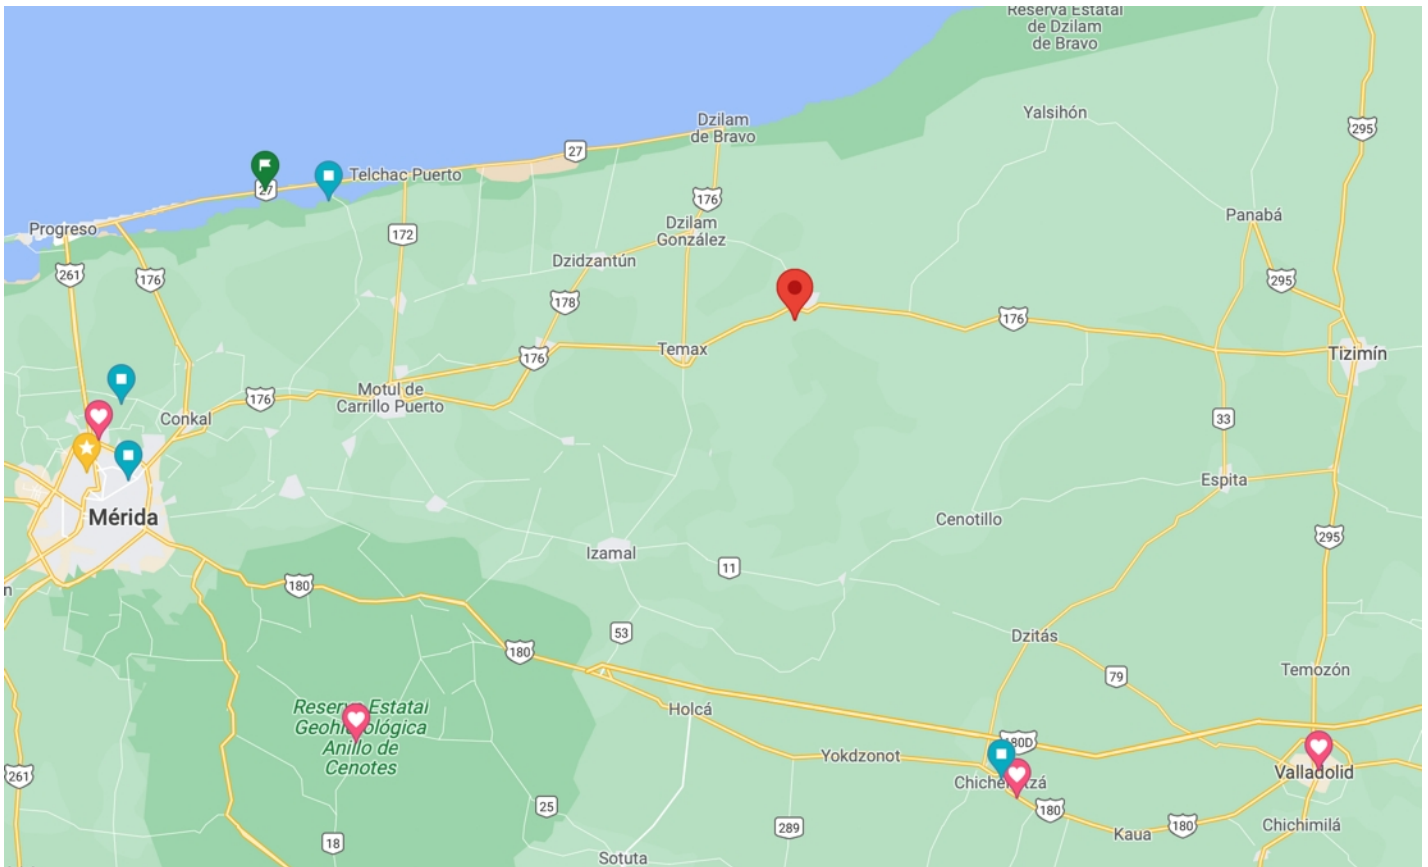 Reserva Estatal
de Dzilam
de Bravo
Yalsihón
Dzilam
de Bravo
295
27
Telchac Puerto
27
176
Panabá
Progreso
172
Dzilam
González
Dzidzantún
261
176
295
178
176
Temax
176
Tizimín
Motul de
Carrillo Puerto
176
Conkal
33
Espita
Mérida
Cenotillo
295
Izamal
11
n
180
53
Dzitás
180
79
Temozón
Reserva Estatal
Geohidrológica
Anillo de
Cenotes
Holcá
180D
Yokdzonot
261
Valladolid
25
180
289
Kaua
180
Chichimilá
18
Sotuta